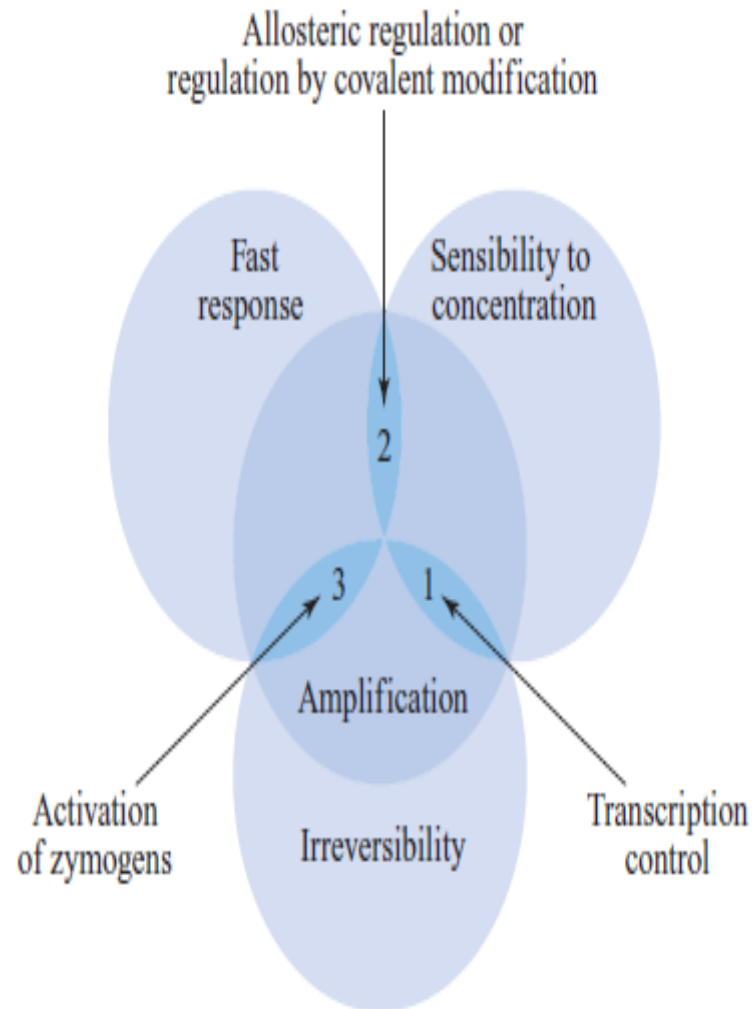 Allosteric regulation or
regulation by covalent modification
Fast
response
Sensibility to
concentration
2
3
1
Amplification
Activation
of zymogens
Transcription
control
Irreversibility